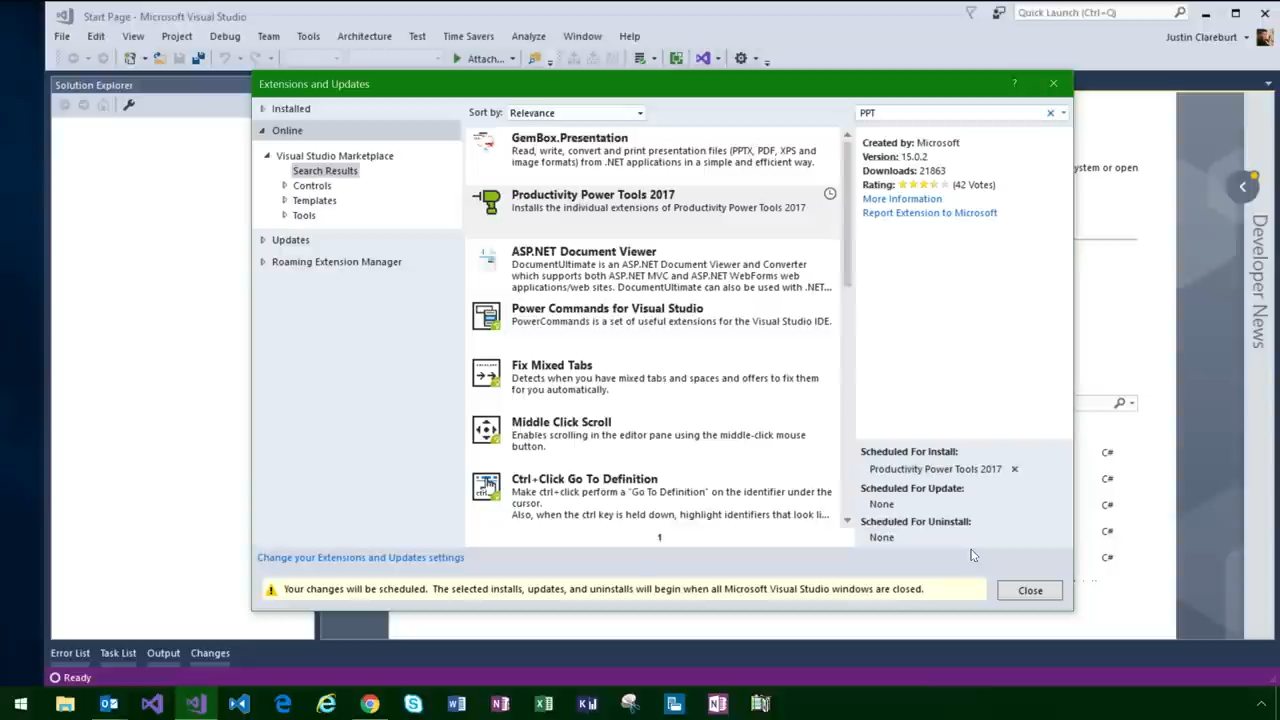 Start Page - Microsoft Visual Studio
Quick Launch (Ctrl+Q)
File Edit View Project Debug Team Tools Architecture Test Time Savers Analyze Window Help
Justin Clareburt
Attach...
Solution Explorer
Extensions and Updates
?
Installed
Online
Visual Studio Marketplace
Search Results
Controls
Templates
Tools
Updates
Roaming Extension Manager
Sort by: Relevance
GemBox.Presentation
Read, write, convert and print presentation files (PPTX, PDF, XPS and
image formats) from .NET applications in a simple and efficient way.
Productivity Power Tools 2017
Installs the individual extensions of Productivity Power Tools 2017
ASP.NET Document Viewer
DocumentUltimate is an ASP.NET Document Viewer and Converter
which supports both ASP.NET MVC and ASP.NET WebForms web
applications/web sites. DocumentUltimate can also be used with .NET...
Power Commands for Visual Studio
PowerCommands is a set of useful extensions for the Visual Studio IDE.
Fix Mixed Tabs
Detects when you have mixed tabs and spaces and offers to fix them
for you automatically.
Middle Click Scroll
Enables scrolling in the editor pane using the middle-click mouse
button.
Ctrl+Click Go To Definition
Make ctrl+click perform a "Go To Definition" on the identifier under the
cursor.
Also, when the ctrl key is held down, highlight identifiers that look li...
1
PPT
Created by: Microsoft
Version: 15.0.2
Downloads: 21863
Rating: (42 Votes)
More Information
Report Extension to Microsoft
Scheduled For Install:
Productivity Power Tools 2017
Scheduled For Update:
None
Scheduled For Uninstall:
None
Change your Extensions and Updates settings
Your changes will be scheduled. The selected installs, updates, and uninstalls will begin when all Microsoft Visual Studio windows are closed.
Close
system or open
Developer News
C#
C#
C#
C#
C#
Error List Task List Output Changes
Ready